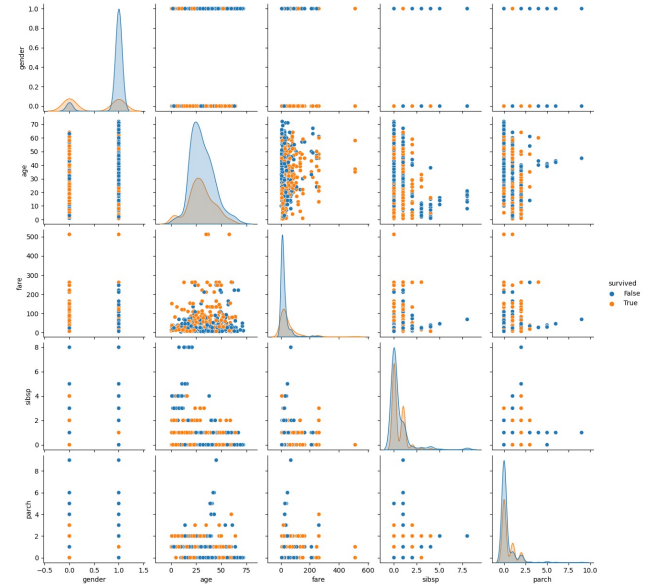 1.0
0.8
0.6
0.4
0.2
0.0
gender
70
60
50
40
30
20
10
0
age
500
400
300
200
100
0
fare
survived
False
True
8
6
4
2
0
sibsp
8
6
4
2
0
parch
−0.5 0.0 0.5 1.0 1.5
gender
0 25 50 75
age
0 200 400 600
fare
0.0 2.5 5.0 7.5
sibsp
0.0 2.5 5.0 7.5 10.0
parch